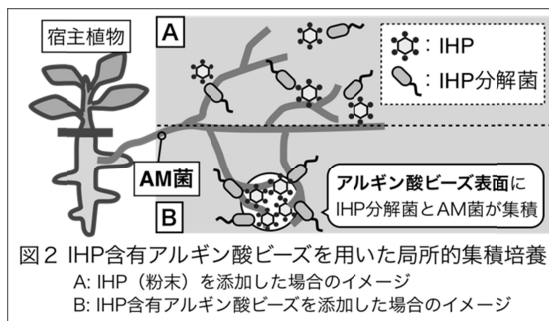 宿主植物
A
：IHP
：IHP分解菌
AM菌
B
アルギン酸ビーズ表面に
IHP分解菌とAM菌が集積
図2 IHP含有アルギン酸ビーズを用いた局所的集積培養
A: IHP（粉末）を添加した場合のイメージ
B: IHP含有アルギン酸ビーズを添加した場合のイメージ